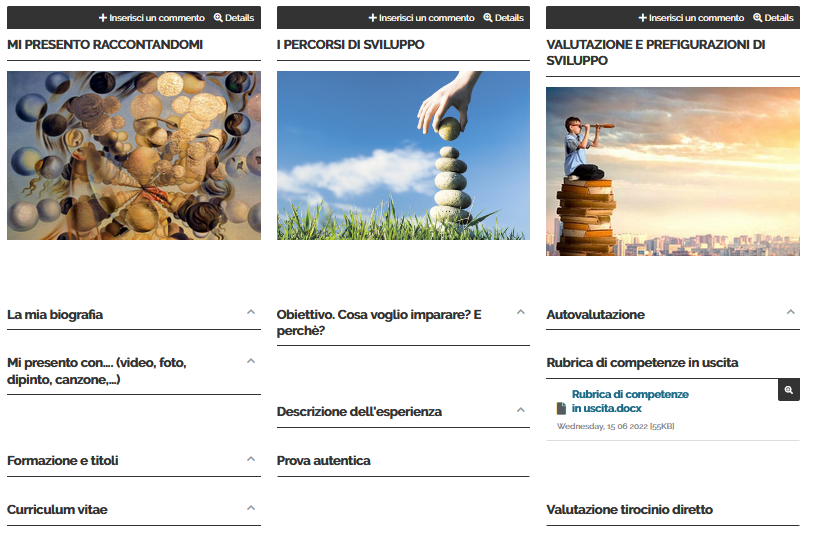 Inserisci un commento Details
MI PRESENTO RACCONTANDOMI
La mia biografia
Mi presento con.... (video, foto,
dipinto, canzone,...)
Formazione e titoli
Curriculum vitae
Inserisci un commento Details
I PERCORSI DI SVILUPPO
Obiettivo. Cosa voglio imparare? E
perchè?
Descrizione dell'esperienza
Prova autentica
Inserisci un commento Details
VALUTAZIONE E PREFIGURAZIONI DI
SVILUPPO
Autovalutazione
Rubrica di competenze in uscita
Rubrica di competenze
in uscita.docx
Wednesday, 15 06 2022 [55KB]
Valutazione tirocinio diretto